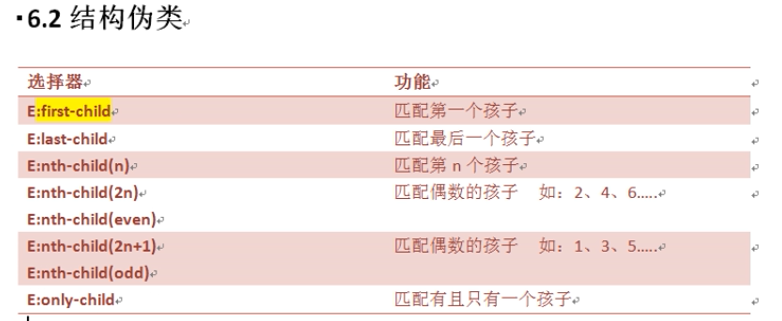 ▪6.2 结构伪类
选择器 功能
E:first-child 匹配第一个孩子
E:last-child 匹配最后一个孩子
E:nth-child(n) 匹配第 n 个孩子
E:nth-child(2n) 匹配偶数的孩子 如：2、4、6…..
E:nth-child(even)
E:nth-child(2n+1) 匹配偶数的孩子 如：1、3、5…..
E:nth-child(odd)
E:only-child 匹配有且只有一个孩子